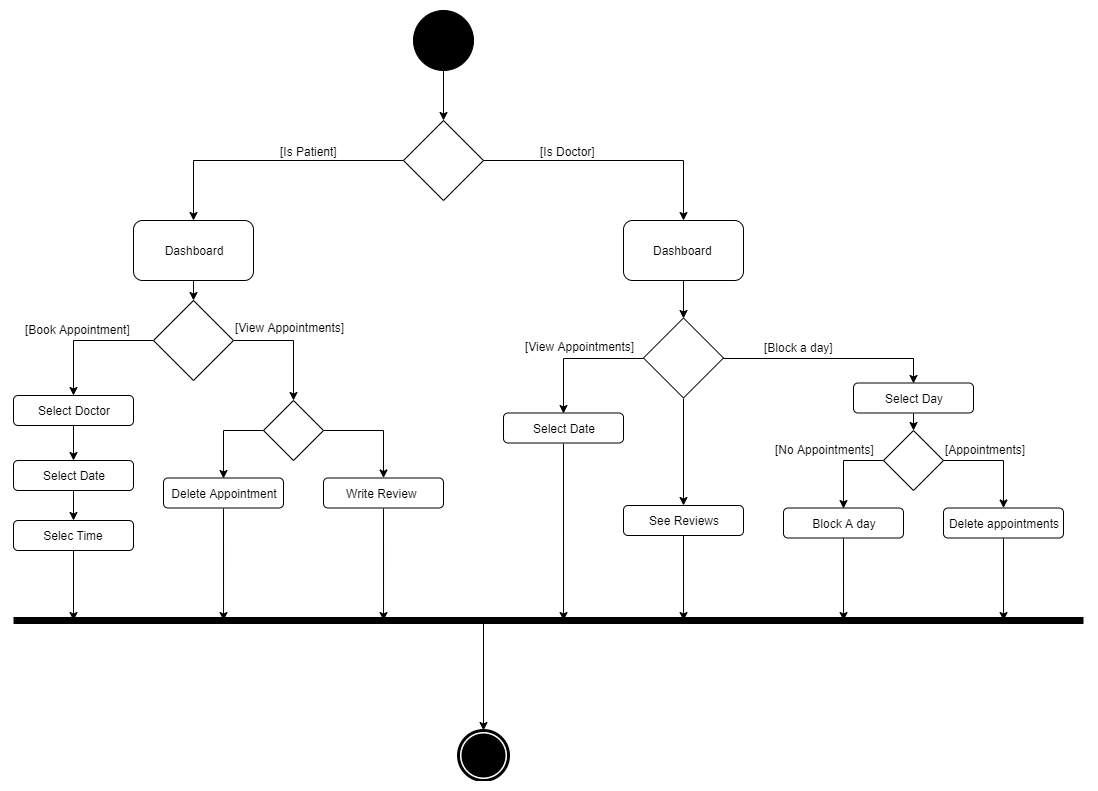 [Is Patient]
[Is Doctor]
Dashboard
Dashboard
[Book Appointment]
[View Appointments]
[View Appointments]
[Block a day]
Select Doctor
Select Day
Select Date
Select Date
[No Appointments]
[Appointments]
Delete Appointment
Write Review
Selec Time
See Reviews
Block A day
Delete appointments